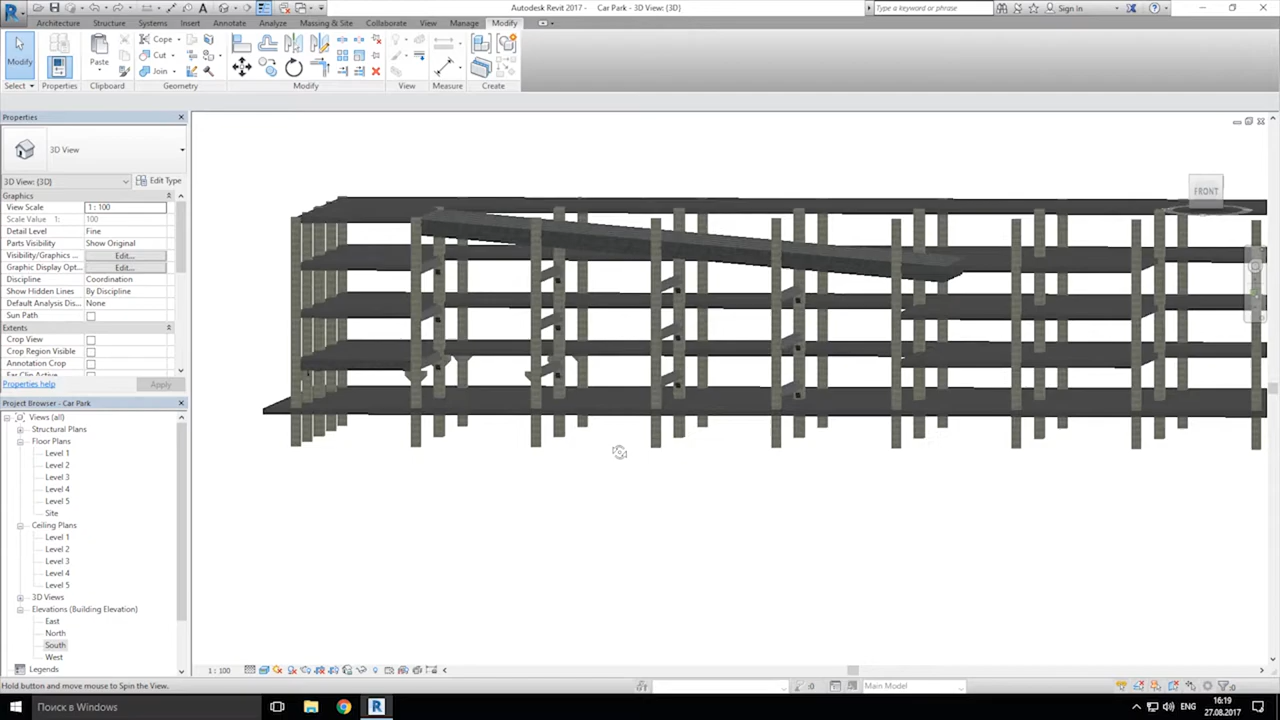 Autodesk Revit 2017 - Car Park - 3D View: {3D}
Type a keyword or phrase
Sign In
Architecture Structure Systems Insert Annotate Analyze Massing & Site Collaborate View Manage Modify
Cope
Cut
Join
Modify
Paste
Select Properties Clipboard Geometry Modify View Measure Create
Properties
3D View
3D View: {3D}
Edit Type
Graphics
View Scale 1 : 100
Scale Value 1: 100
Detail Level Fine
Parts Visibility Show Original
Visibility/Graphics ... Edit...
Graphic Display Opt... Edit...
Discipline Coordination
Show Hidden Lines By Discipline
Default Analysis Dis... None
Sun Path
Extents
Crop View
Crop Region Visible
Annotation Crop
Properties help
Apply
Project Browser - Car Park
Views (all)
Structural Plans
Floor Plans
Level 1
Level 2
Level 3
Level 4
Level 5
Site
Ceiling Plans
Level 1
Level 2
Level 3
Level 4
Level 5
3D Views
Elevations (Building Elevation)
East
North
South
West
Legends
FRONT
1 : 100
Hold button and move mouse to Spin the View.
:0
Main Model
:0
Поиск в Windows
ENG
16:19
27.08.2017